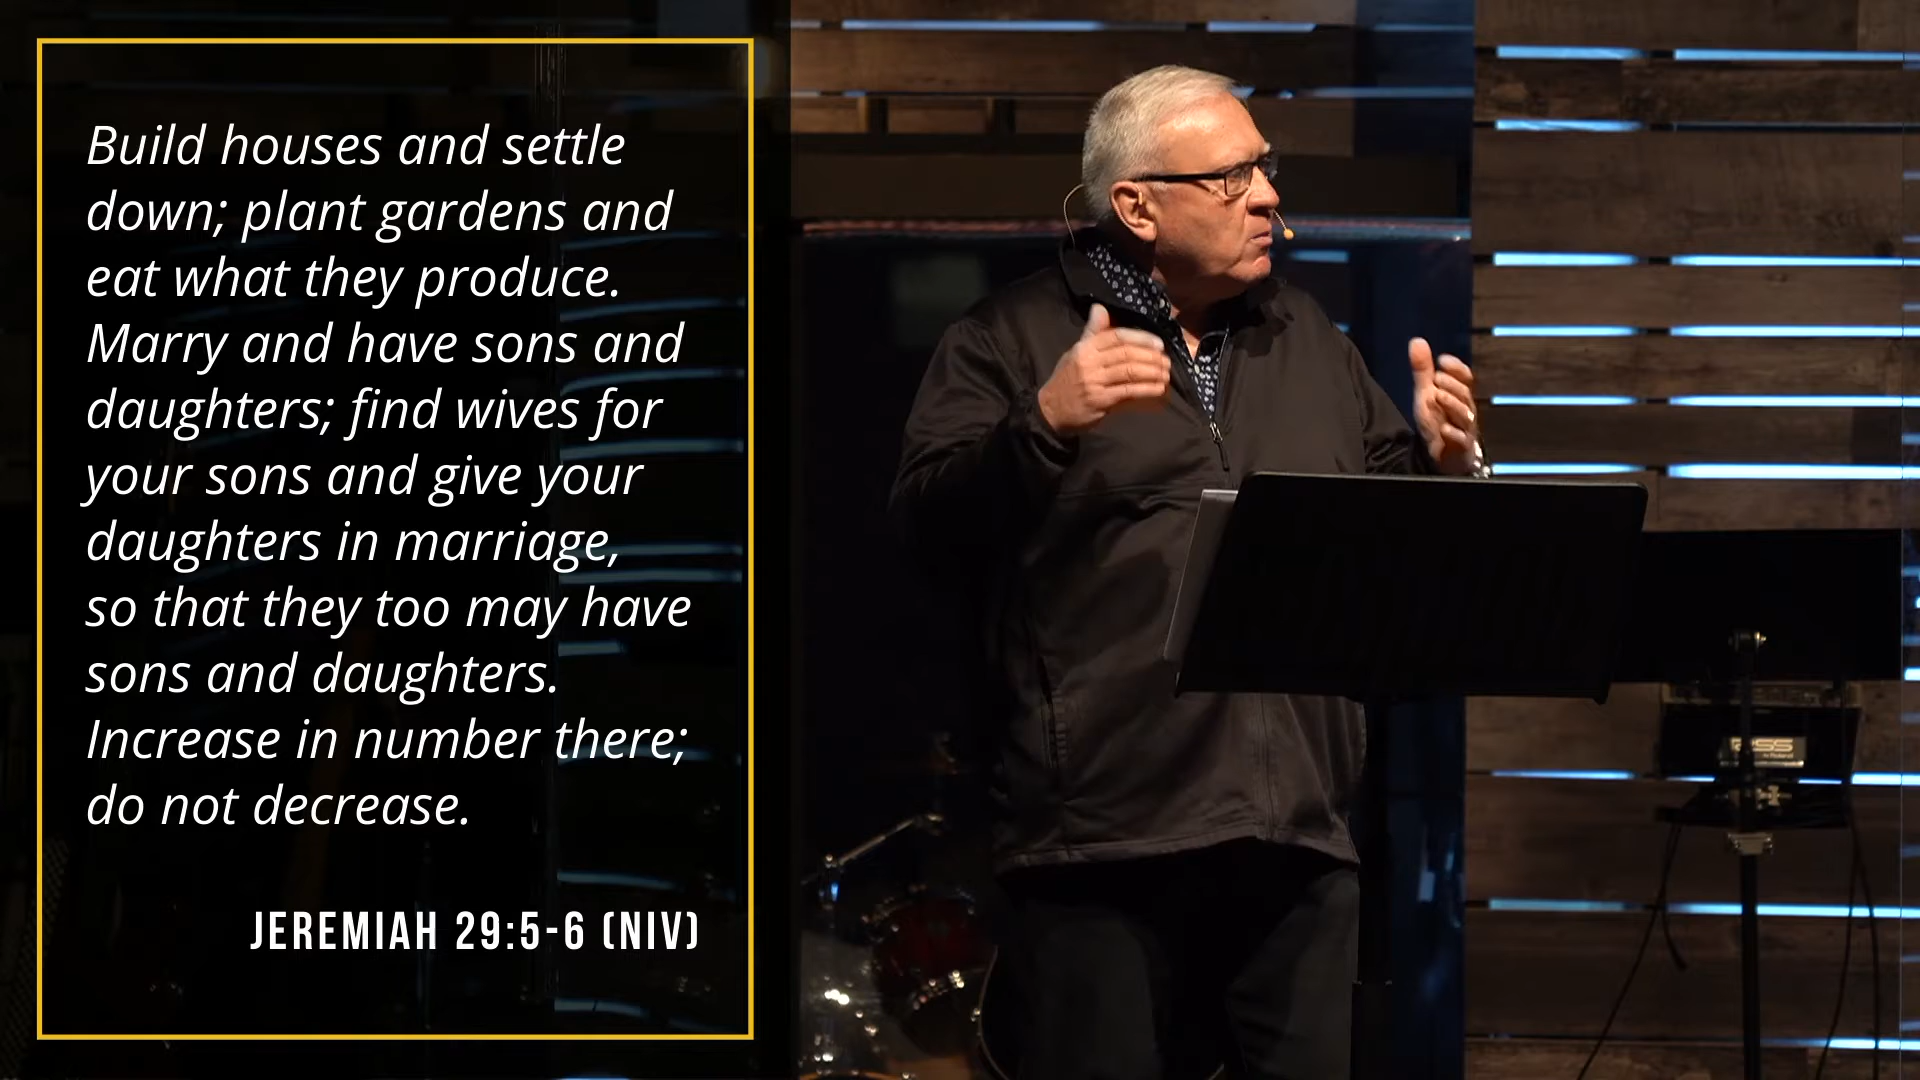 Build houses and settle
down; plant gardens and
eat what they produce.
Marry and have sons and
daughters; find wives for
your sons and give your
daughters in marriage,
so that they too may have
sons and daughters.
Increase in number there;
do not decrease.
JEREMIAH 29:5-6 (NIV)